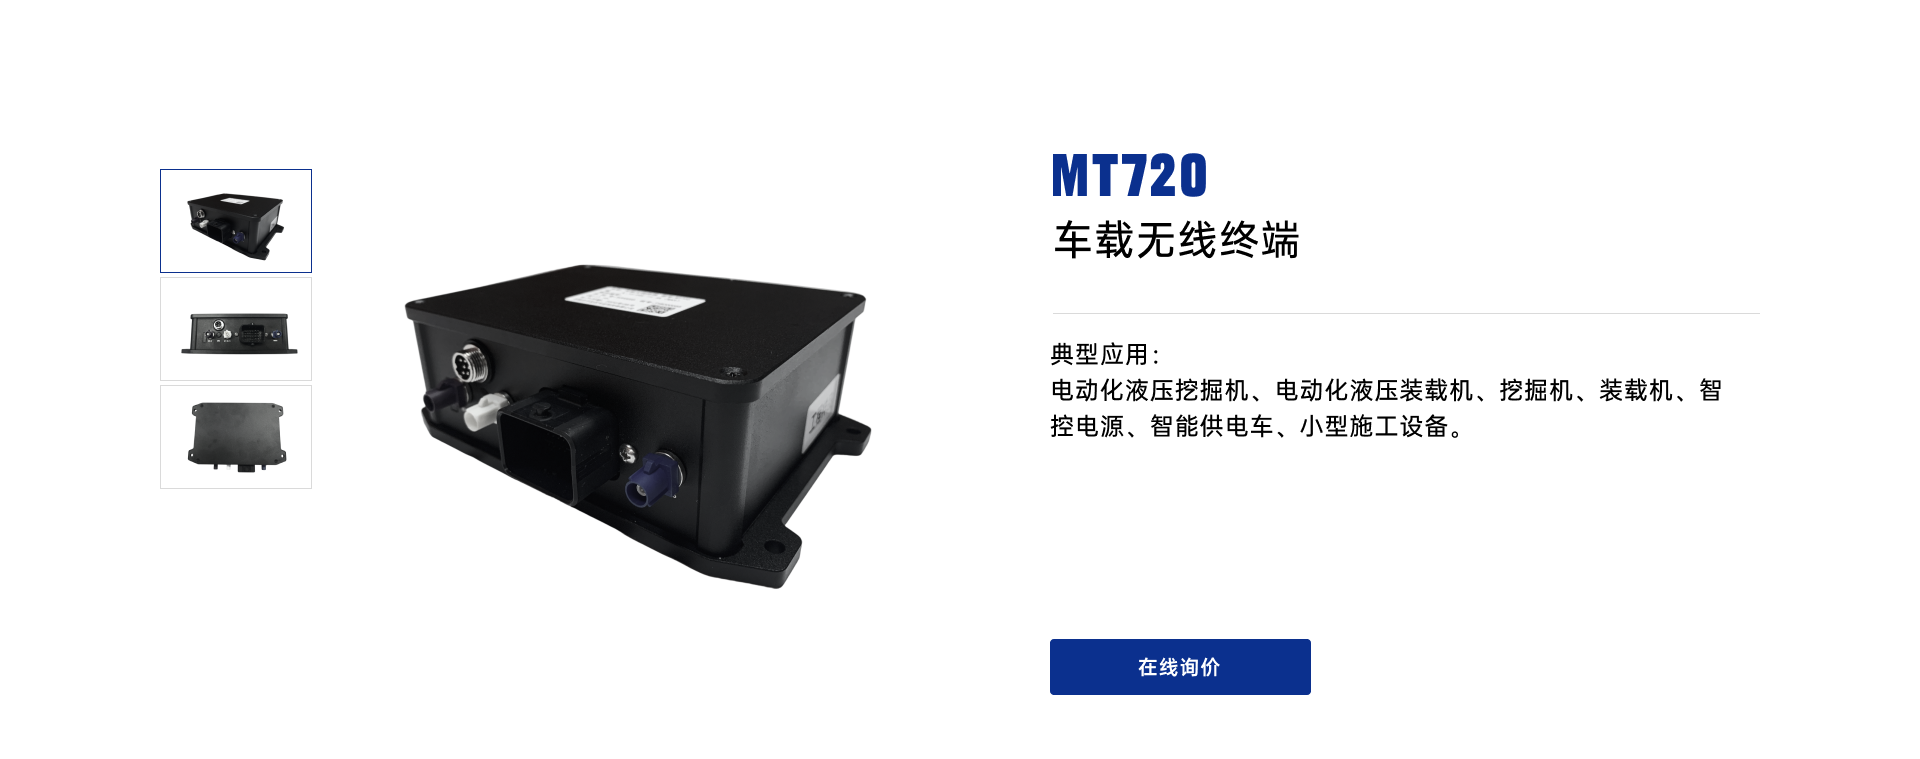 MT720
车载无线终端
典型应用：
电动化液压挖掘机、电动化液压装载机、挖掘机、装载机、智
控电源、智能供电车、小型施工设备。
在线询价